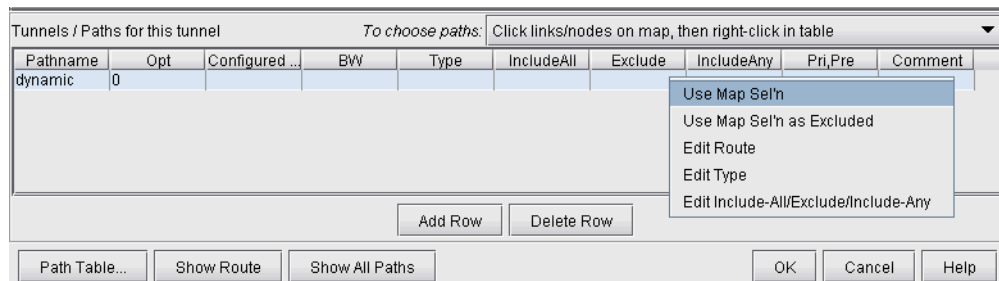 Tunnels / Paths for this tunnel To choose paths: Click links/nodes on map, then right-click in table
Pathname Opt Configured ... BW Type IncludeAll Exclude IncludeAny Pri,Pre Comment
dynamic 0
Use Map Sel'n
Use Map Sel'n as Excluded
Edit Route
Edit Type
Edit Include-All/Exclude/Include-Any
Add Row Delete Row
Path Table... Show Route Show All Paths OK Cancel Help